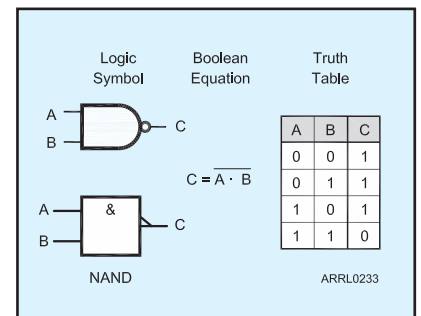 Logic Symbol
Boolean Equation
Truth Table
A
B
C
C = \overline{A · B}
A
B
&
C
NAND
A B C
0 0 1
0 1 1
1 0 1
1 1 0
ARRL0233